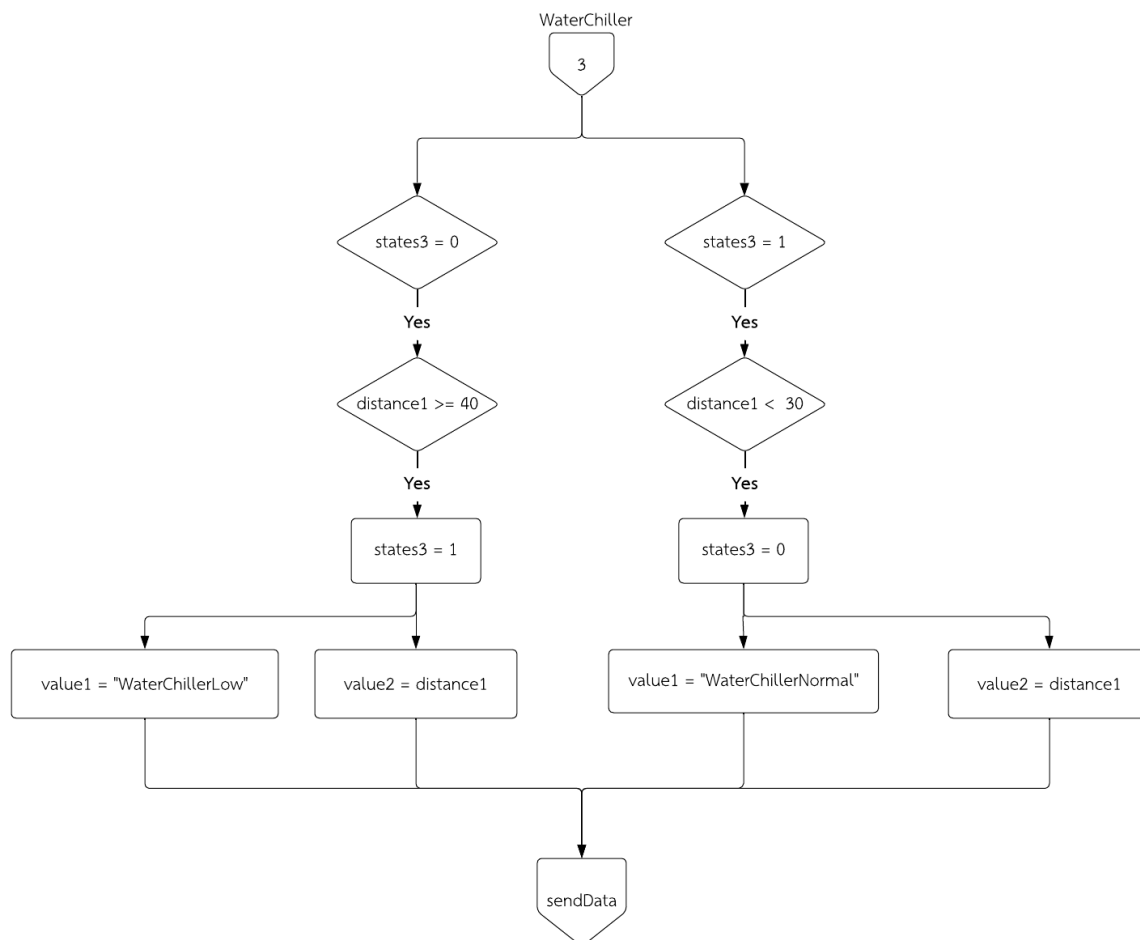 WaterChiller
3
states3 = 0
states3 = 1
Yes
Yes
distance1 >= 40
distance1 <  30
Yes
Yes
states3 = 1
states3 = 0
value1 = "WaterChillerLow"
value2 = distance1
value1 = "WaterChillerNormal"
value2 = distance1
sendData